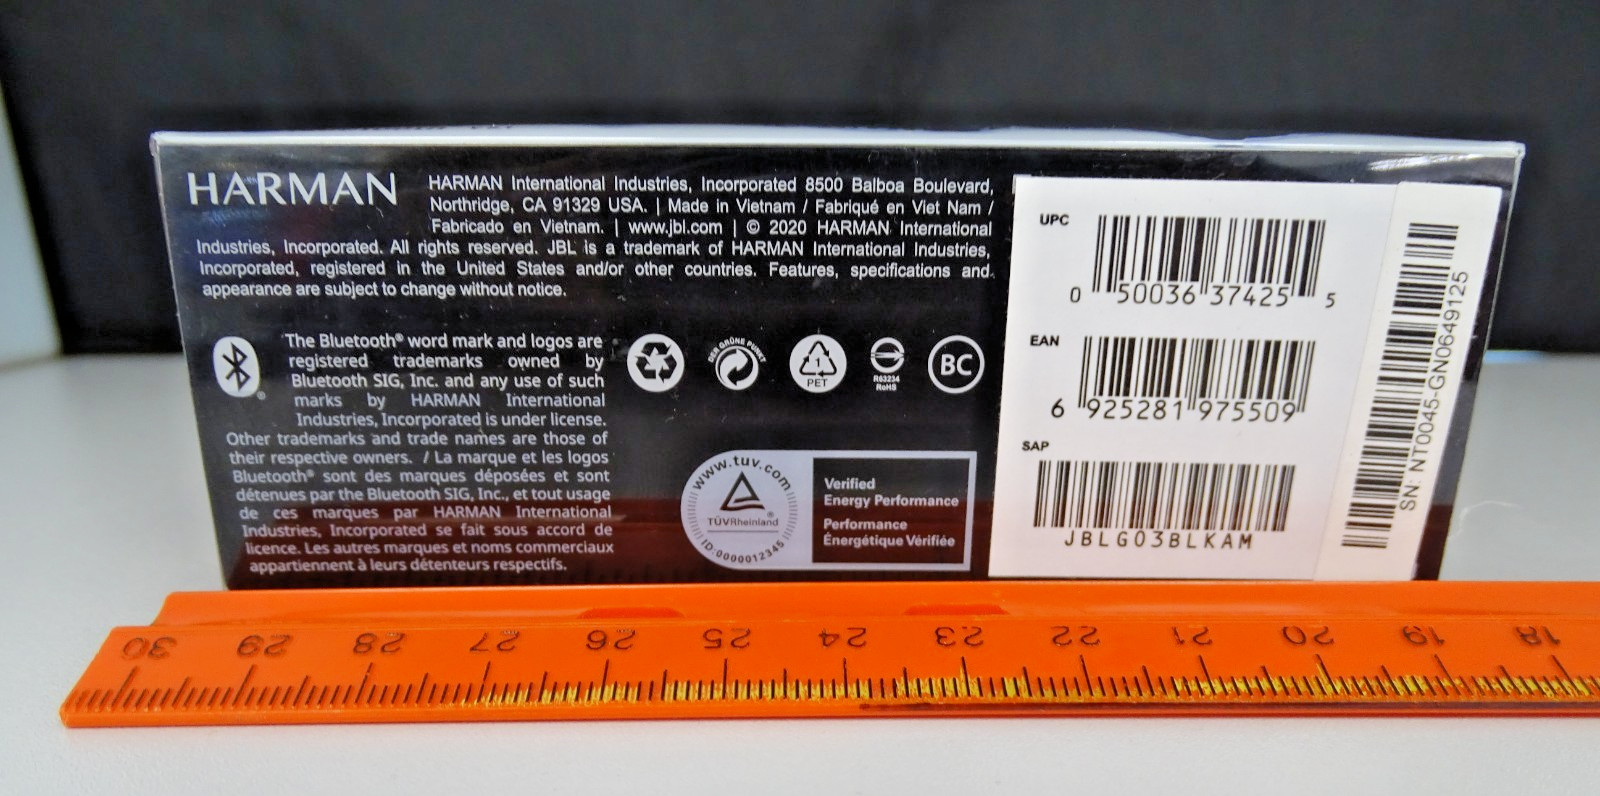 HARMAN
HARMAN International Industries, Incorporated 8500 Balboa Boulevard,
Northridge, CA 91329 USA. | Made in Vietnam / Fabriqué en Viet Nam /
Fabricado en Vietnam. | www.jbl.com | © 2020 HARMAN International
Industries, Incorporated. All rights reserved. JBL is a trademark of HARMAN International Industries,
Incorporated, registered in the United States and/or other countries. Features, specifications and
appearance are subject to change without notice.
The Bluetooth® word mark and logos are
registered trademarks owned by
Bluetooth SIG, Inc. and any use of such
marks by HARMAN International
Industries, Incorporated is under license.
Other trademarks and trade names are those of
their respective owners. / La marque et les logos
Bluetooth® sont des marques déposées et sont
détenues par the Bluetooth SIG, Inc., et tout usage
de ces marques par HARMAN International
Industries, Incorporated se fait sous accord de
licence. Les autres marques et noms commerciaux
appartiennent à leurs détenteurs respectifs.
®
DER GRÜNE PUNKT
1
PET
R63234
RoHS
BC
www.tuv.com
TÜVRheinland
®
ID:0000012345
Verified
Energy Performance
Performance
Énergétique Vérifiée
UPC
0 50036 37425 5
EAN
6 925281 975509
SAP
JBLGO3BLKAM
SN: NT0045-GN0649125
30 29 28 27 26 25 24 23 22 21 20 19 18